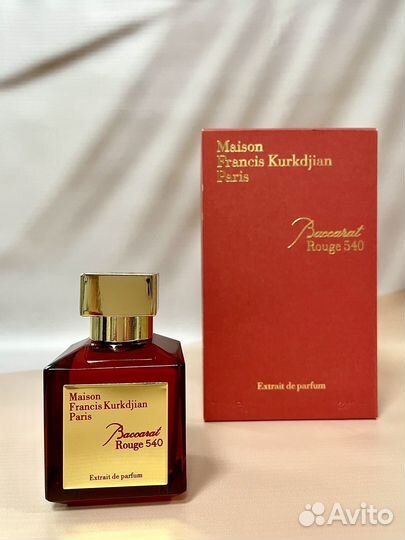 Maison
Francis Kurkdjian
Paris
Baccarat
Rouge 540
Extrait de parfum
Maison
Francis Kurkdjian
Paris
Baccarat
Rouge 540
Extrait de parfum
Avito